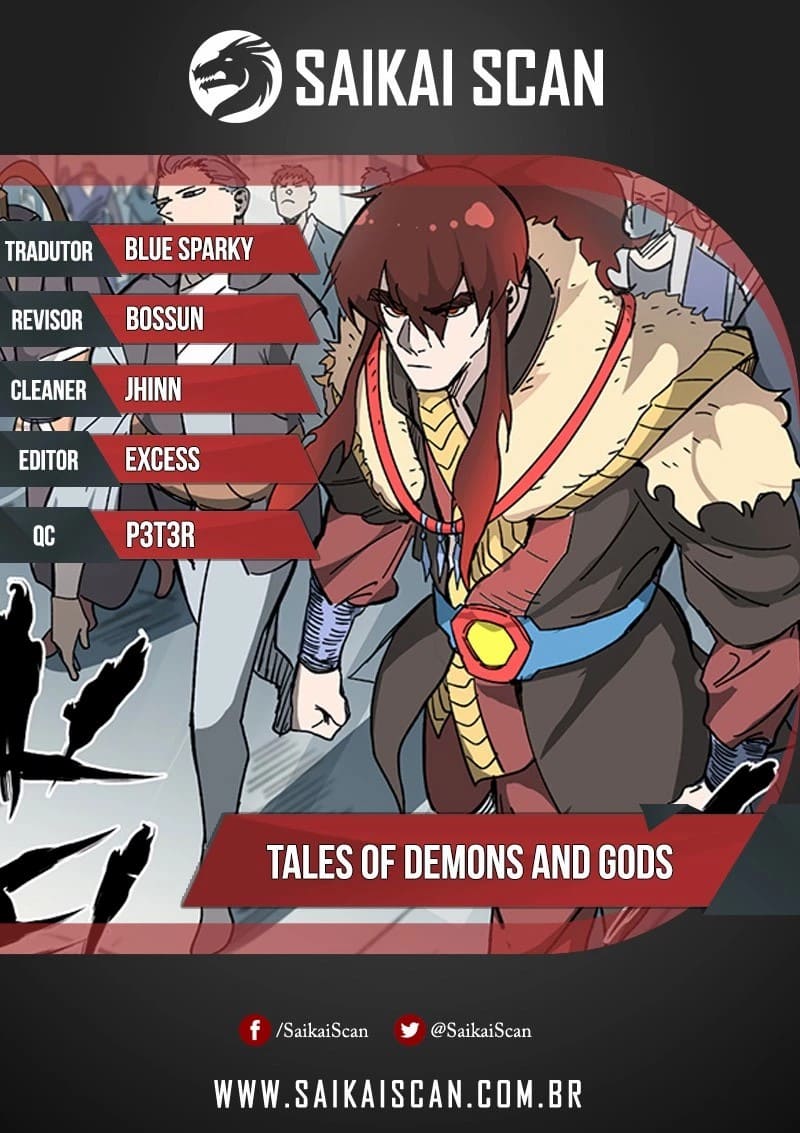 SAIKAI SCAN
TRADUTOR BLUE SPARKY
REVISOR BOSSUN
CLEANER JHINN
EDITOR EXCESS
QC P3T3R
TALES OF DEMONS AND GODS
/SaikaiScan @SaikaiScan
WWW.SAIKAISCAN.COM.BR